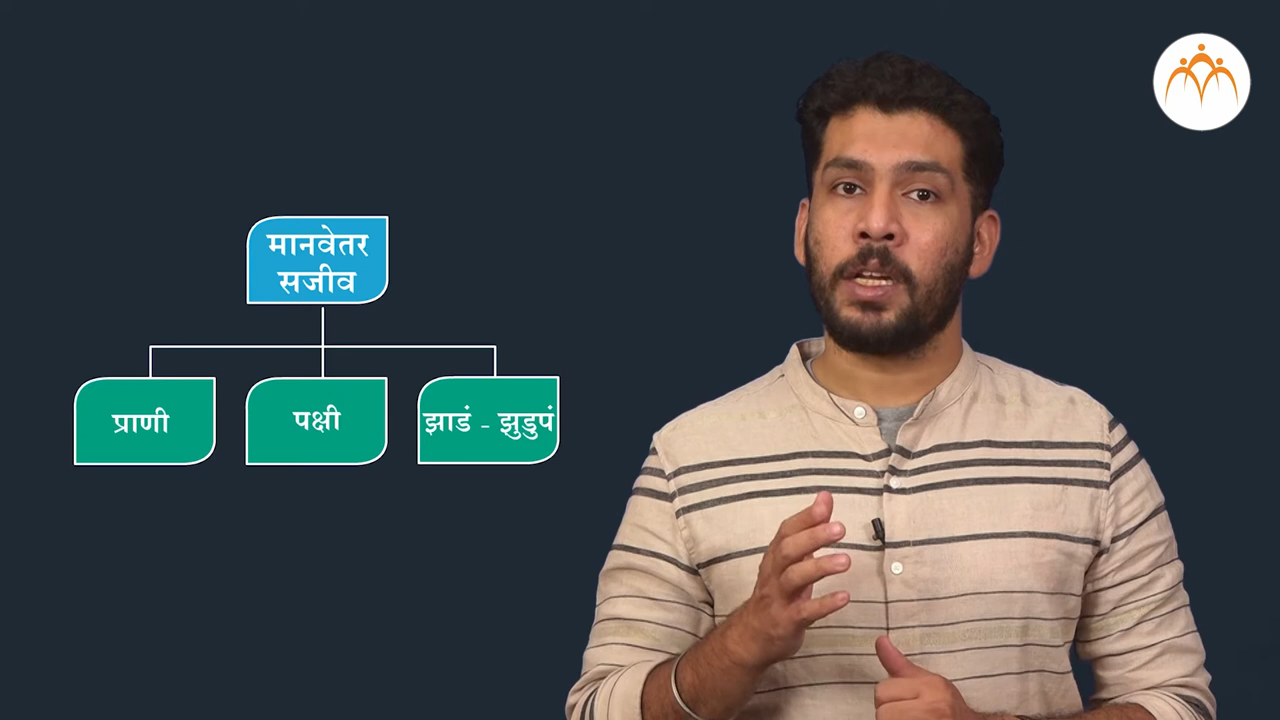 मानवेतर
सजीव
प्राणी
पक्षी
झाडं - झुडुपं